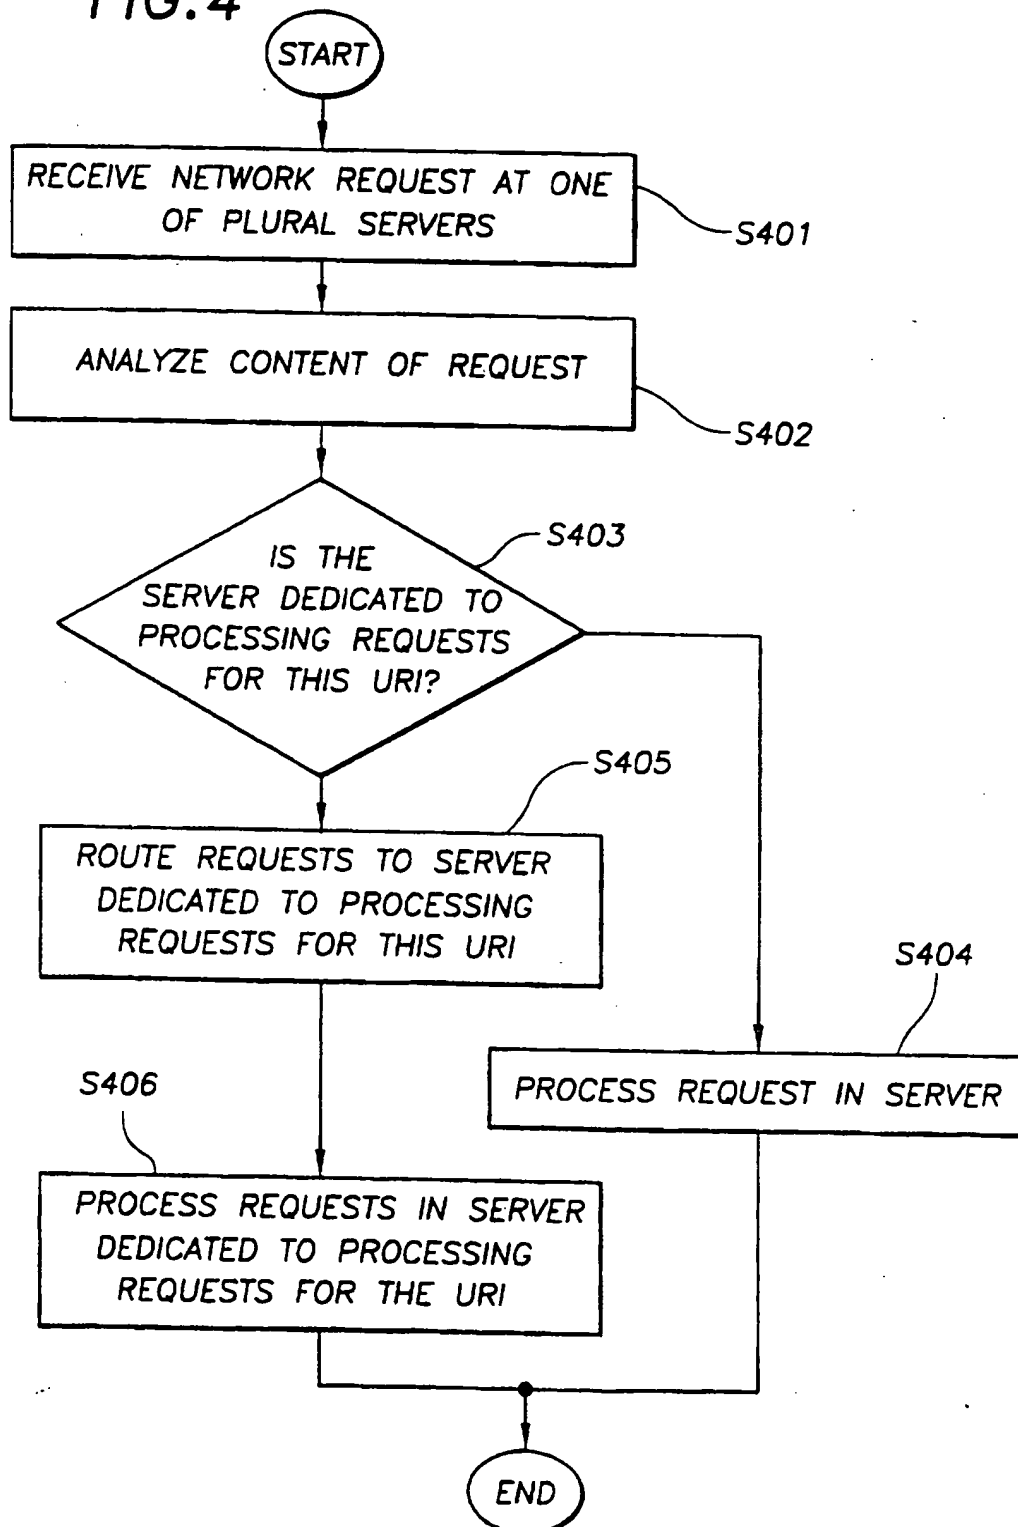 FIG.4
START
RECEIVE NETWORK REQUEST AT ONE
OF PLURAL SERVERS
S401
ANALYZE CONTENT OF REQUEST
S402
IS THE
SERVER DEDICATED TO
PROCESSING REQUESTS
FOR THIS URI?
S403
S405
ROUTE REQUESTS TO SERVER
DEDICATED TO PROCESSING
REQUESTS FOR THIS URI
S404
PROCESS REQUEST IN SERVER
S406
PROCESS REQUESTS IN SERVER
DEDICATED TO PROCESSING
REQUESTS FOR THE URI
END